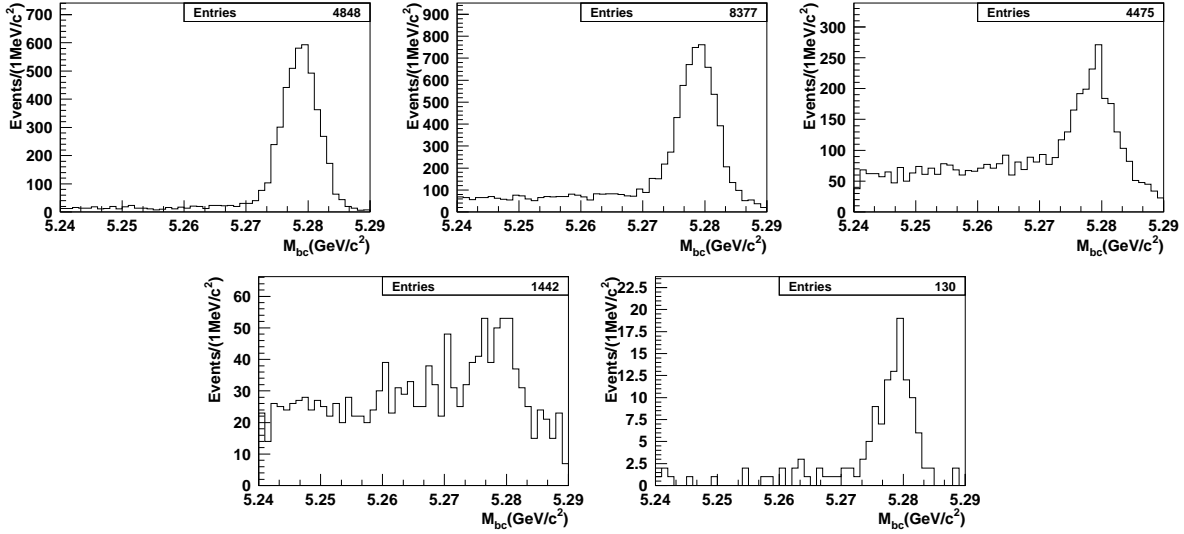 Entries 4848
Events/(1MeV/c²)
700
600
500
400
300
200
100
0
5.24 5.25 5.26 5.27 5.28 5.29
M_bc(GeV/c²)
Entries 8377
Events/(1MeV/c²)
900
800
700
600
500
400
300
200
100
0
5.24 5.25 5.26 5.27 5.28 5.29
M_bc(GeV/c²)
Entries 4475
Events/(1MeV/c²)
300
250
200
150
100
50
0
5.24 5.25 5.26 5.27 5.28 5.29
M_bc(GeV/c²)
Entries 1442
Events/(1MeV/c²)
60
50
40
30
20
10
0
5.24 5.25 5.26 5.27 5.28 5.29
M_bc(GeV/c²)
Entries 130
Events/(1MeV/c²)
22.5
20
17.5
15
12.5
10
7.5
5
2.5
0
5.24 5.25 5.26 5.27 5.28 5.29
M_bc(GeV/c²)